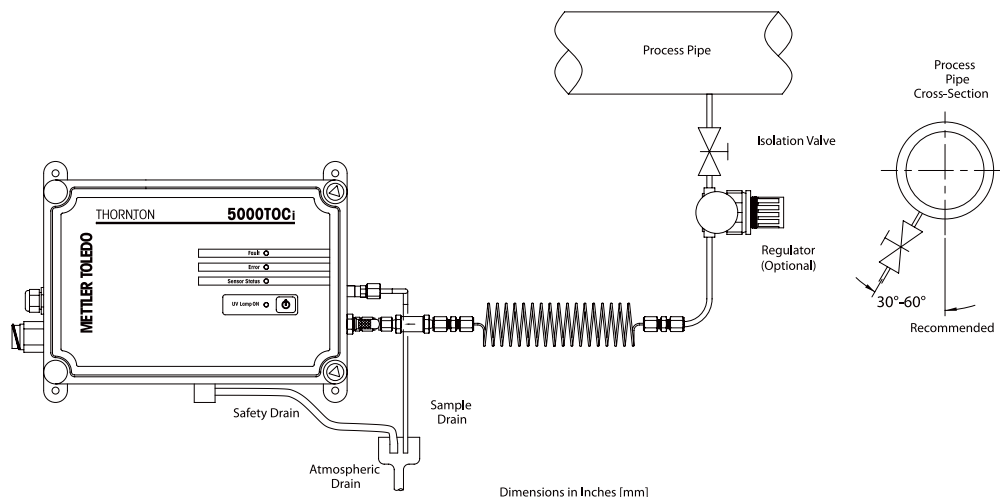 Process Pipe
Process
Pipe
Cross-Section
Isolation Valve
THORNTON
5000TOCi
METTLER TOLEDO
Fault
Error
Sensor Status
UV Lamp ON
Regulator
(Optional)
30°-60°
Recommended
Safety Drain
Sample
Drain
Atmospheric
Drain
Dimensions in Inches [mm]